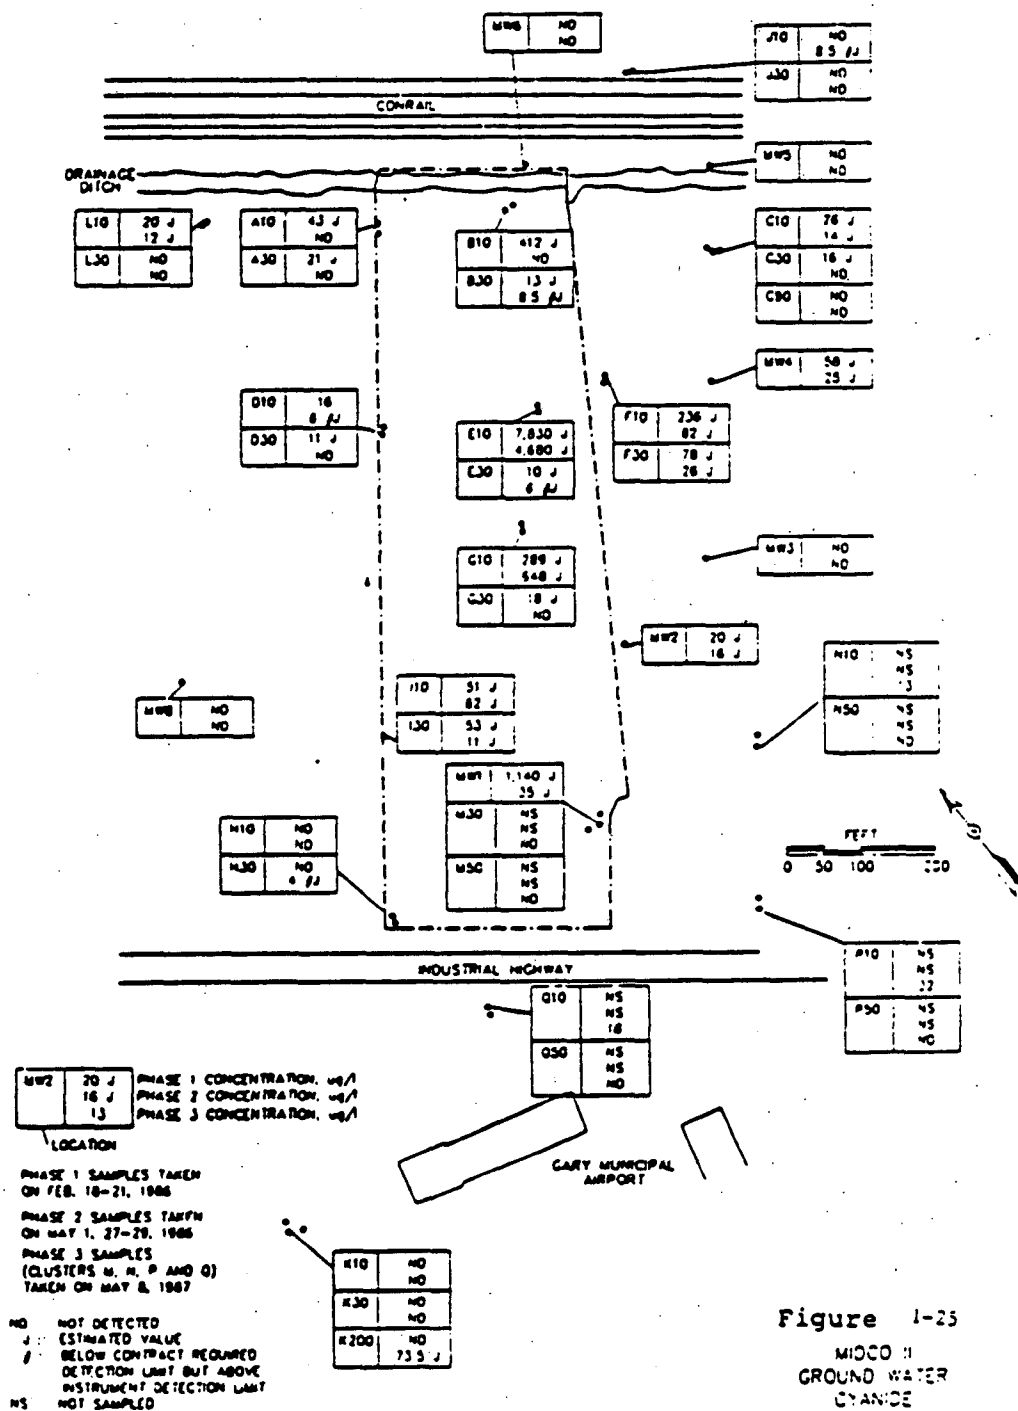 MW6 ND
ND
J10 ND
8.5 /J
J30 ND
ND
CONRAIL
MW5 ND
ND
DRAINAGE
DITCH
L10 20 J
12 J
L30 ND
ND
A10 43 J
ND
A30 21 J
ND
B10 412 J
ND
B30 13 J
8.5 /J
C10 76 J
14 J
C30 16 J
ND
C90 ND
ND
MW4 58 J
25 J
D10 16
6 /J
D30 11 J
ND
E10 7,830 J
4,680 J
E30 10 J
6 /J
F10 236 J
82 J
F30 78 J
26 J
G10 289 J
548 J
G30 18 J
ND
MW3 ND
ND
MW2 20 J
16 J
N10 NS
NS
13
N50 NS
NS
ND
MW8 ND
ND
I10 51 J
82 J
I30 53 J
11 J
MW1 1,140 J
35 J
M30 NS
NS
ND
M50 NS
NS
ND
H10 ND
ND
H30 ND
4 /J
FEET
0 50 100 200
P10 NS
NS
32
P50 NS
NS
ND
INDUSTRIAL HIGHWAY
Q10 NS
NS
18
Q50 NS
NS
ND
MW2 20 J PHASE 1 CONCENTRATION, ug/l
16 J PHASE 2 CONCENTRATION, ug/l
13 PHASE 3 CONCENTRATION, ug/l
LOCATION
GARY MUNICIPAL
AIRPORT
PHASE 1 SAMPLES TAKEN
ON FEB. 18-21, 1986
PHASE 2 SAMPLES TAKEN
ON MAY 1, 27-29, 1986
PHASE 3 SAMPLES
(CLUSTERS M, N, P AND Q)
TAKEN ON MAY 8, 1987
K10 ND
ND
K30 ND
ND
K200 ND
73.5 J
ND NOT DETECTED
J ESTIMATED VALUE
/ BELOW CONTRACT REQUIRED
DETECTION LIMIT BUT ABOVE
INSTRUMENT DETECTION LIMIT
NS NOT SAMPLED
Figure 1-25
MIDCO II
GROUND WATER
CYANIDE